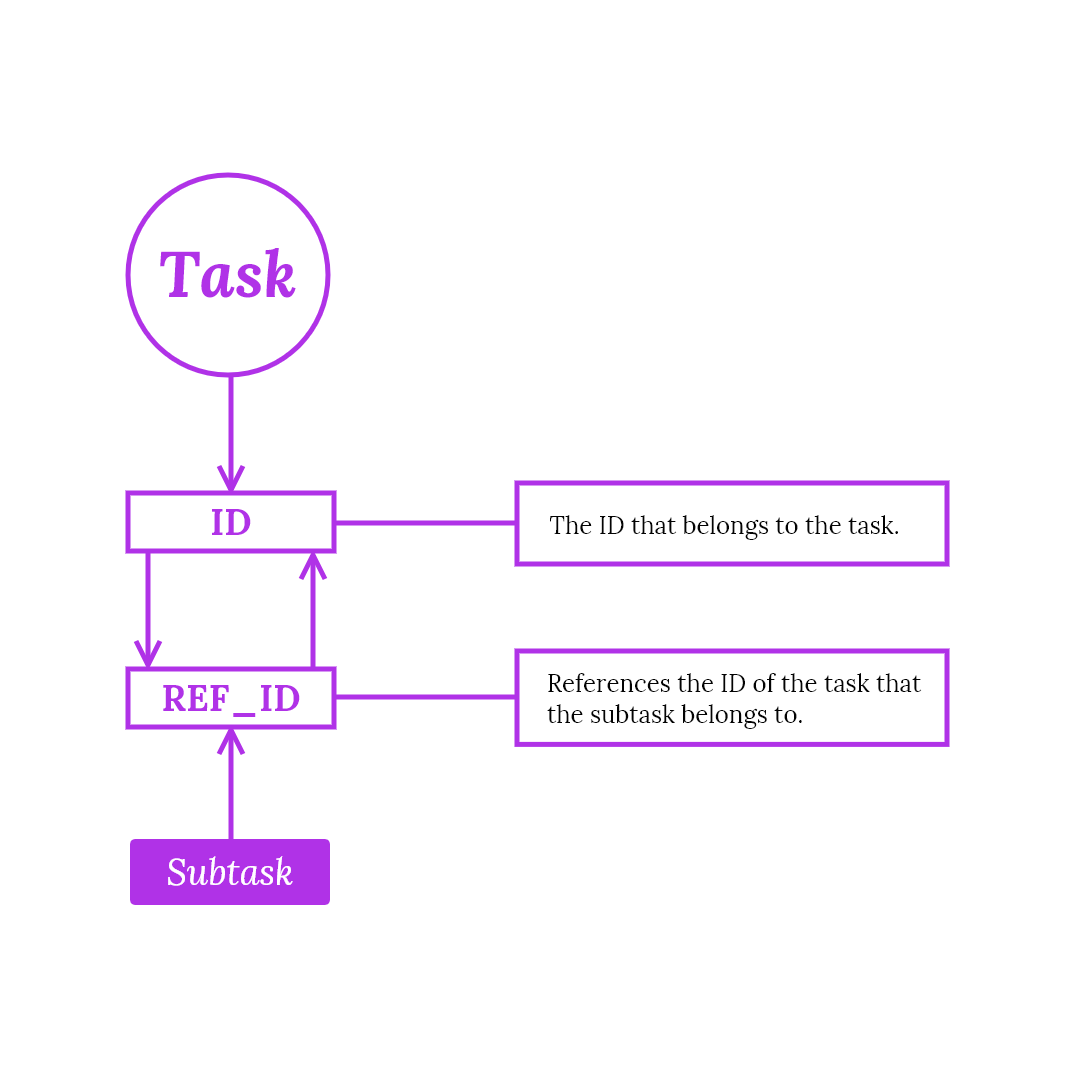 Task
ID
The ID that belongs to the task.
REF_ID
References the ID of the task that
the subtask belongs to.
Subtask